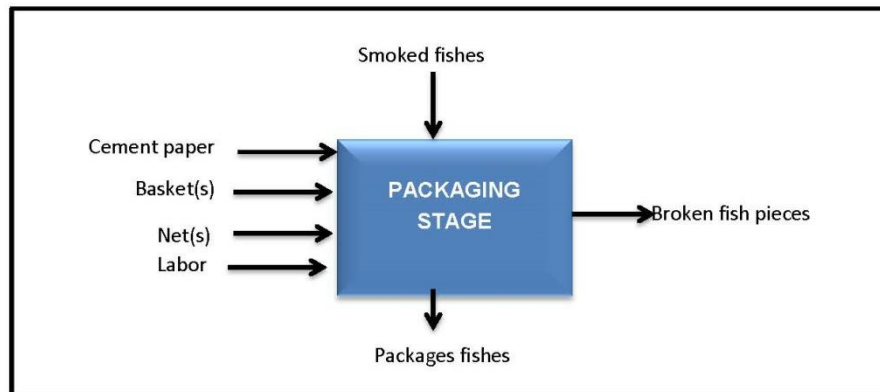 Smoked fishes
Cement paper
Basket(s)
Net(s)
Labor
PACKAGING
STAGE
Broken fish pieces
Packages fishes